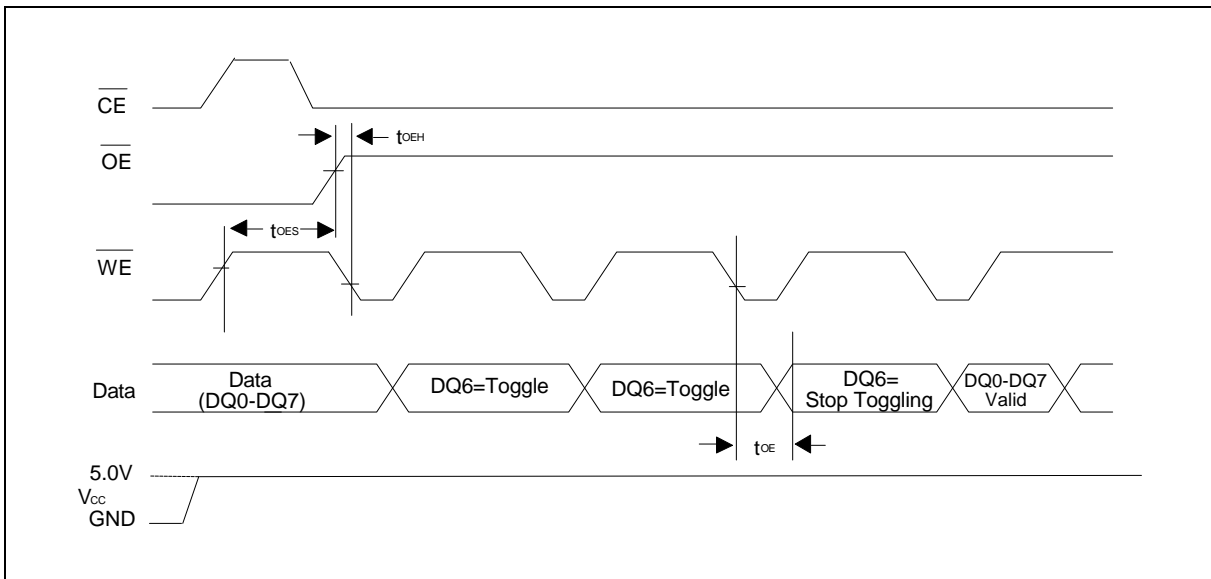 CE
tOEH
OE
tOES
WE
Data
Data
(DQ0-DQ7)
DQ6=Toggle
DQ6=Toggle
DQ6=
Stop Toggling
DQ0-DQ7
Valid
tOE
5.0V
VCC
GND